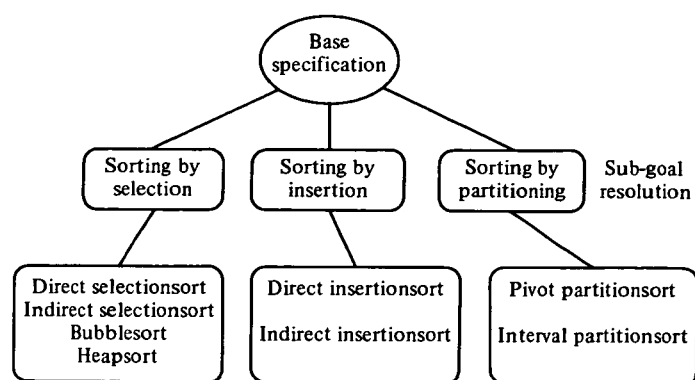 Base
specification
Sorting by
selection
Sorting by
insertion
Sorting by
partitioning
Sub-goal
resolution
Direct selectionsort
Indirect selectionsort
Bubblesort
Heapsort
Direct insertionsort
Indirect insertionsort
Pivot partitionsort
Interval partitionsort